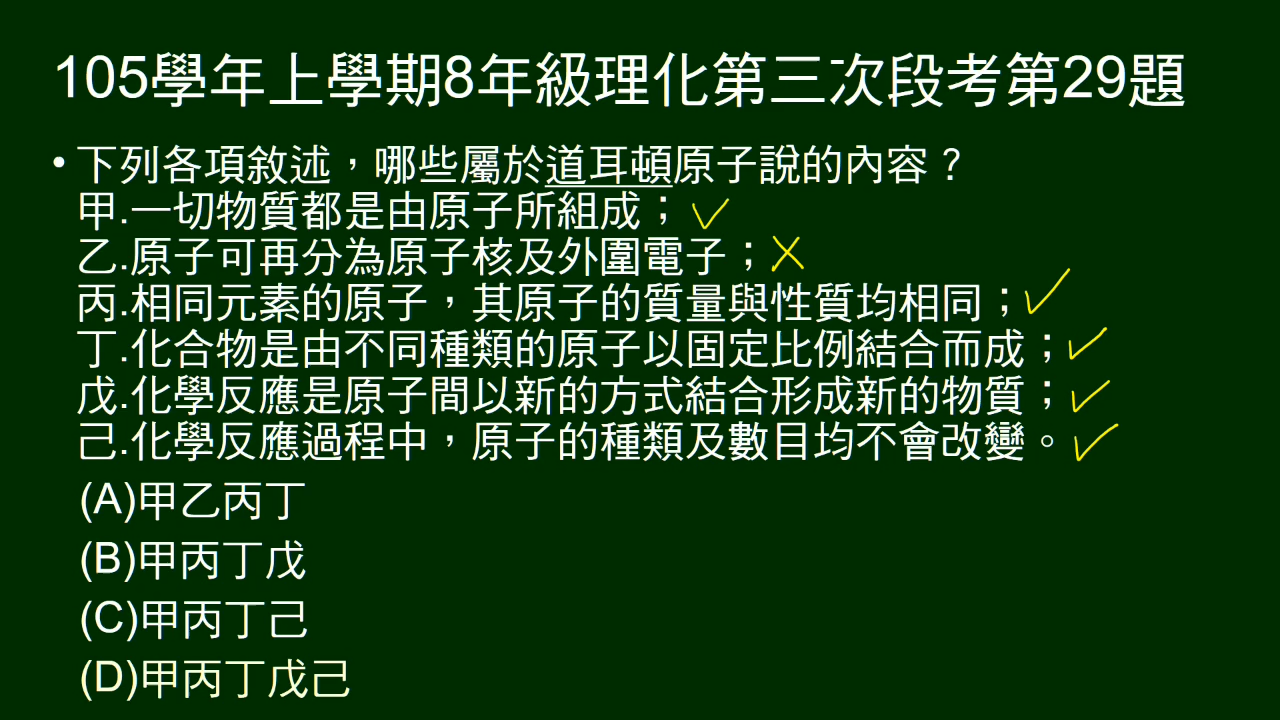 105學年上學期8年級理化第三次段考第29題
• 下列各項敘述，哪些屬於道耳頓原子說的內容？
甲.一切物質都是由原子所組成；✓
乙.原子可再分為原子核及外圍電子；✗
丙.相同元素的原子，其原子的質量與性質均相同；✓
丁.化合物是由不同種類的原子以固定比例結合而成；✓
戊.化學反應是原子間以新的方式結合形成新的物質；✓
己.化學反應過程中，原子的種類及數目均不會改變。✓
(A)甲乙丙丁
(B)甲丙丁戊
(C)甲丙丁己
(D)甲丙丁戊己